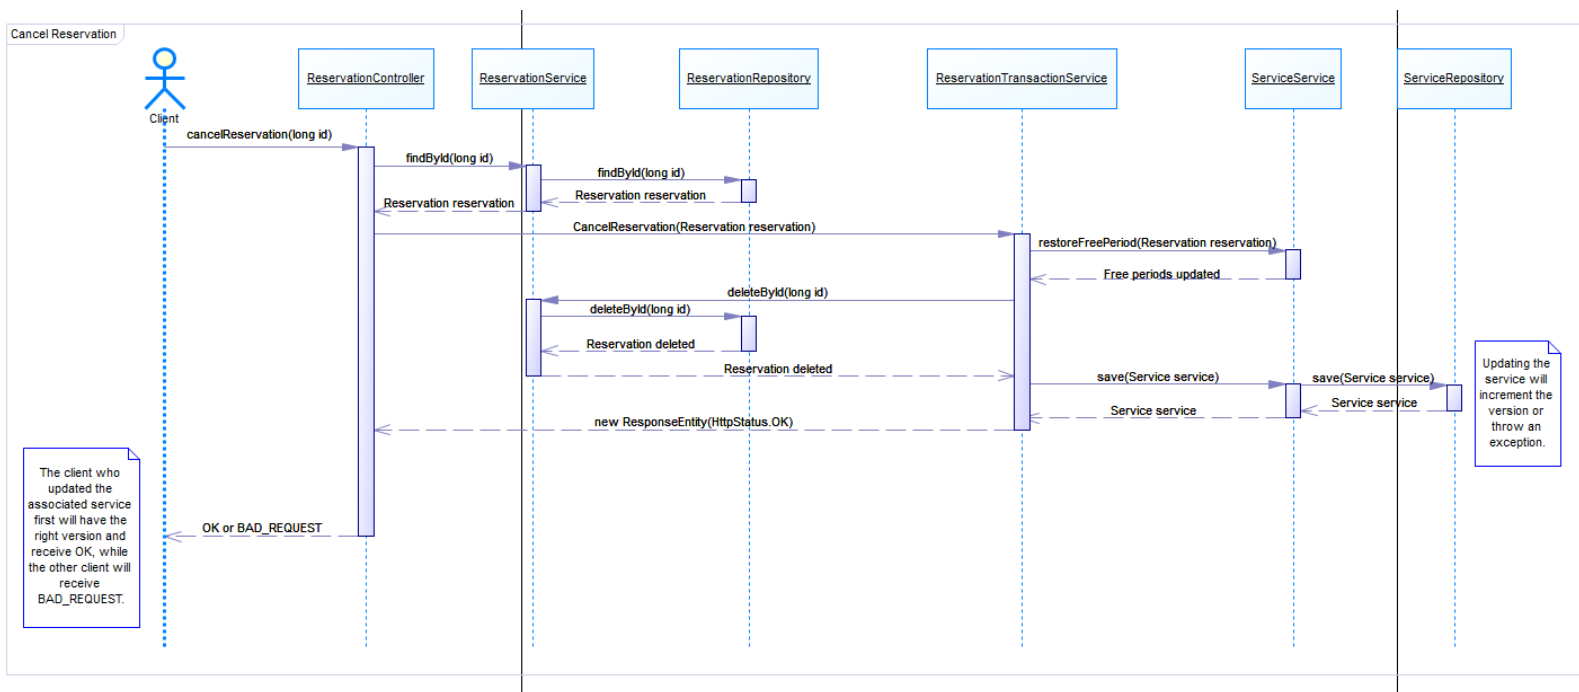 Cancel Reservation
Client
ReservationController
ReservationService
ReservationRepository
ReservationTransactionService
ServiceService
ServiceRepository
cancelReservation(long id)
findById(long id)
findById(long id)
Reservation reservation
Reservation reservation
CancelReservation(Reservation reservation)
restoreFreePeriod(Reservation reservation)
Free periods updated
deleteById(long id)
deleteById(long id)
Reservation deleted
Reservation deleted
save(Service service)
save(Service service)
Service service
Service service
new ResponseEntity(HttpStatus.OK)
OK or BAD_REQUEST
Updating the
service will
increment the
version or
throw an
exception.
The client who
updated the
associated service
first will have the
right version and
receive OK, while
the other client will
receive
BAD_REQUEST.